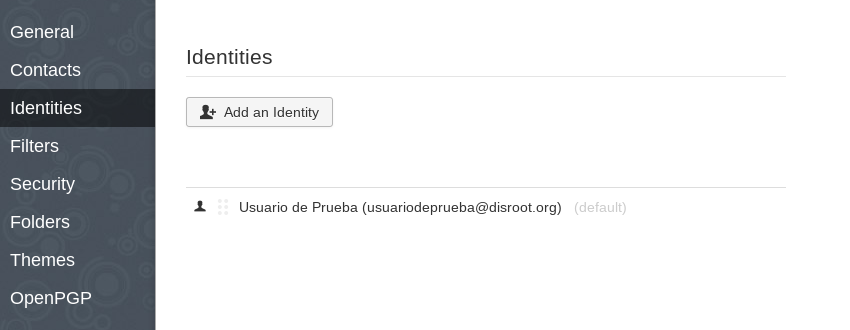 General
Contacts
Identities
Filters
Security
Folders
Themes
OpenPGP
Identities
Add an Identity
Usuario de Prueba (usuariodeprueba@disroot.org) (default)